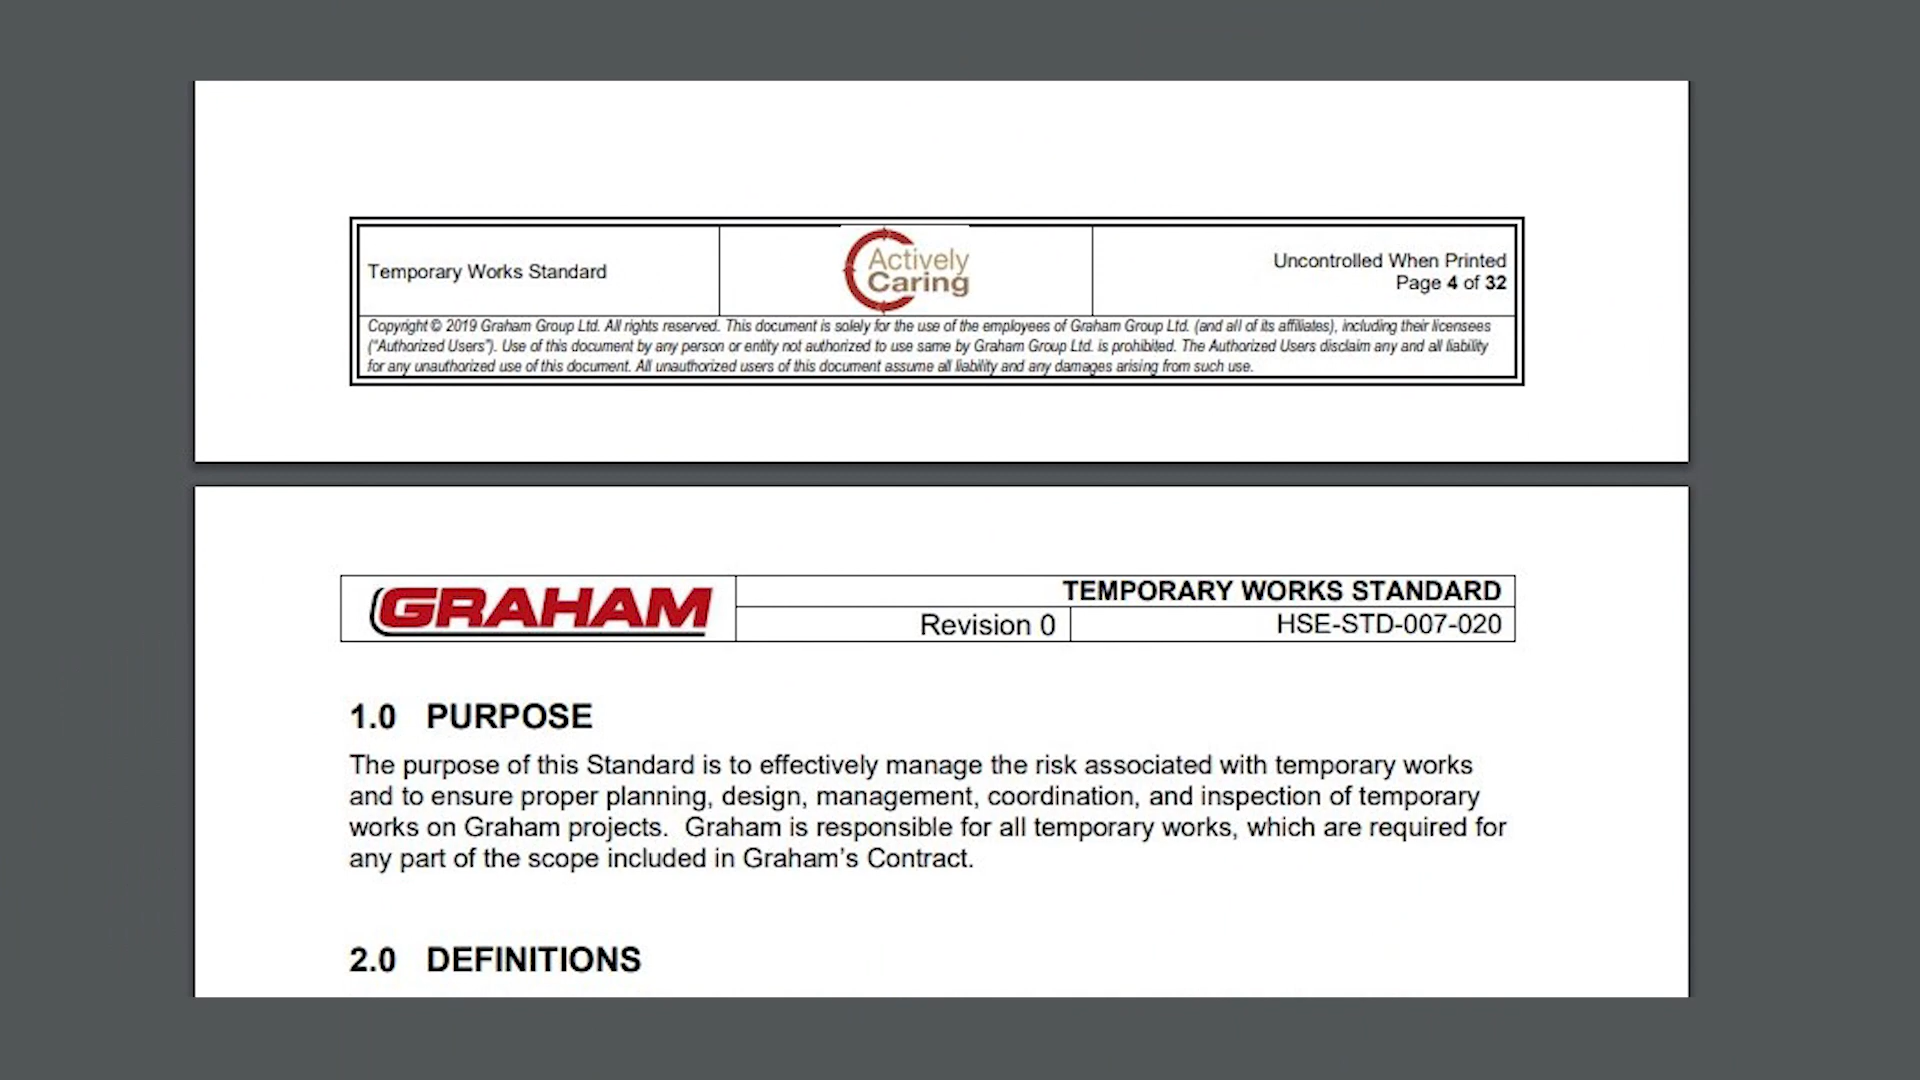 Temporary Works Standard
Actively
Caring
Uncontrolled When Printed
Page 4 of 32
Copyright © 2019 Graham Group Ltd. All rights reserved. This document is solely for the use of the employees of Graham Group Ltd. (and all of its affiliates), including their licensees
("Authorized Users"). Use of this document by any person or entity not authorized to use same by Graham Group Ltd. is prohibited. The Authorized Users disclaim any and all liability
for any unauthorized use of this document. All unauthorized users of this document assume all liability and any damages arising from such use.
GRAHAM
TEMPORARY WORKS STANDARD
Revision 0
HSE-STD-007-020
1.0 PURPOSE
The purpose of this Standard is to effectively manage the risk associated with temporary works
and to ensure proper planning, design, management, coordination, and inspection of temporary
works on Graham projects.  Graham is responsible for all temporary works, which are required for
any part of the scope included in Graham’s Contract.
2.0 DEFINITIONS